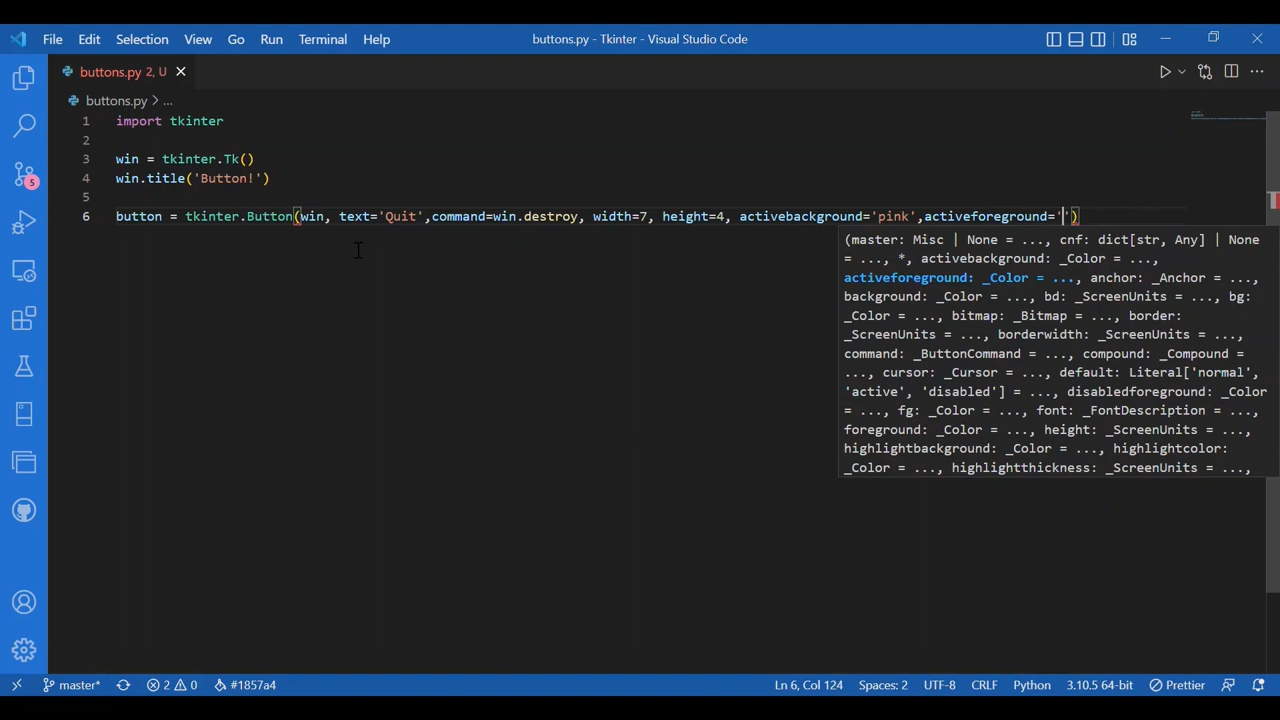 File Edit Selection View Go Run Terminal Help buttons.py - Tkinter - Visual Studio Code
buttons.py 2, U
buttons.py > ...
1 import tkinter
2
3 win = tkinter.Tk()
4 win.title('Button!')
5
6 button = tkinter.Button(win, text='Quit',command=win.destroy, width=7, height=4, activebackground='pink',activeforeground='')
(master: Misc | None = ..., cnf: dict[str, Any] | None
= ..., *, activebackground: _Color = ...,
activeforeground: _Color = ..., anchor: _Anchor = ...,
background: _Color = ..., bd: _ScreenUnits = ..., bg:
_Color = ..., bitmap: _Bitmap = ..., border:
_ScreenUnits = ..., borderwidth: _ScreenUnits = ...,
command: _ButtonCommand = ..., compound: _Compound =
..., cursor: _Cursor = ..., default: Literal['normal',
'active', 'disabled'] = ..., disabledforeground: _Color
= ..., fg: _Color = ..., font: _FontDescription = ...,
foreground: _Color = ..., height: _ScreenUnits = ...,
highlightbackground: _Color = ..., highlightcolor:
_Color = ..., highlightthickness: _ScreenUnits = ...,
5
master* 2 0 #1857a4 Ln 6, Col 124 Spaces: 2 UTF-8 CRLF Python 3.10.5 64-bit Prettier